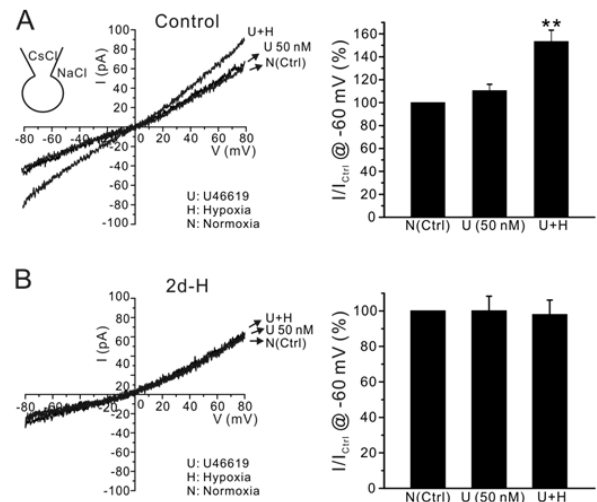 A
Control
CsCl
NaCl
I (pA)
100
80
60
40
20
0
-20
-40
-60
-80
-100
-80 -60 -40 -20 0 20 40 60 80
V (mV)
U+H
U 50 nM
N(Ctrl)
U: U46619
H: Hypoxia
N: Normoxia
I/ICtrl @ -60 mV (%)
160
140
120
100
80
60
40
20
0
**
N(Ctrl) U (50 nM) U+H
B
2d-H
I (pA)
100
80
60
40
20
0
-20
-40
-60
-80
-100
-80 -60 -40 -20 0 20 40 60 80
V (mV)
U+H
U 50 nM
N(Ctrl)
U: U46619
H: Hypoxia
N: Normoxia
I/ICtrl @ -60 mV (%)
100
80
60
40
20
0
N(Ctrl) U (50 nM) U+H